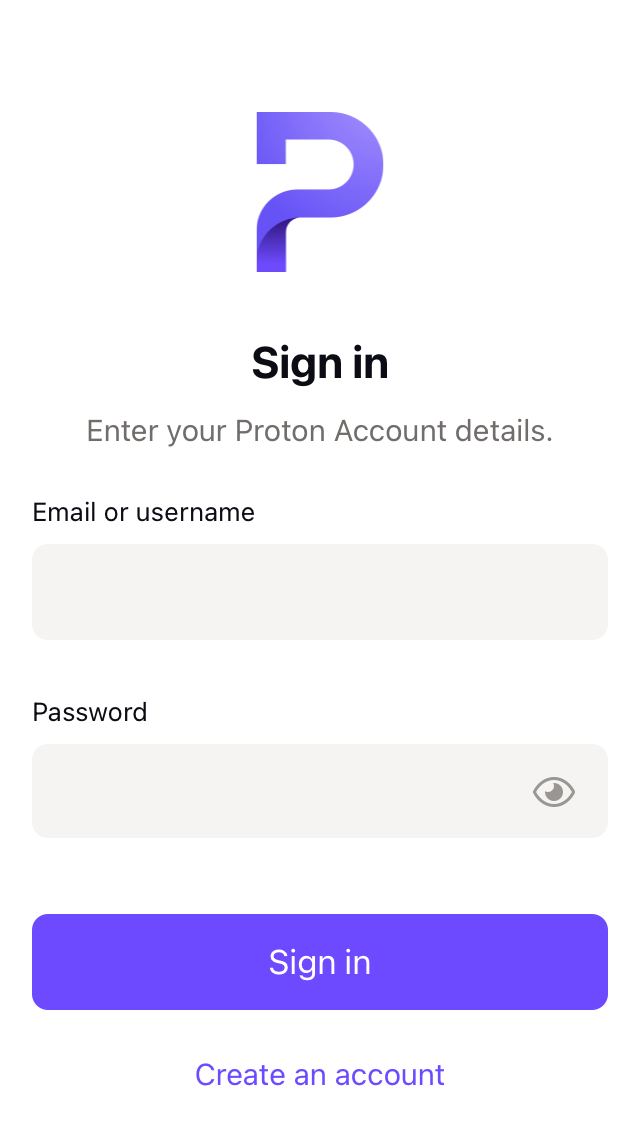 Sign in
Enter your Proton Account details.
Email or username
Password
Sign in
Create an account